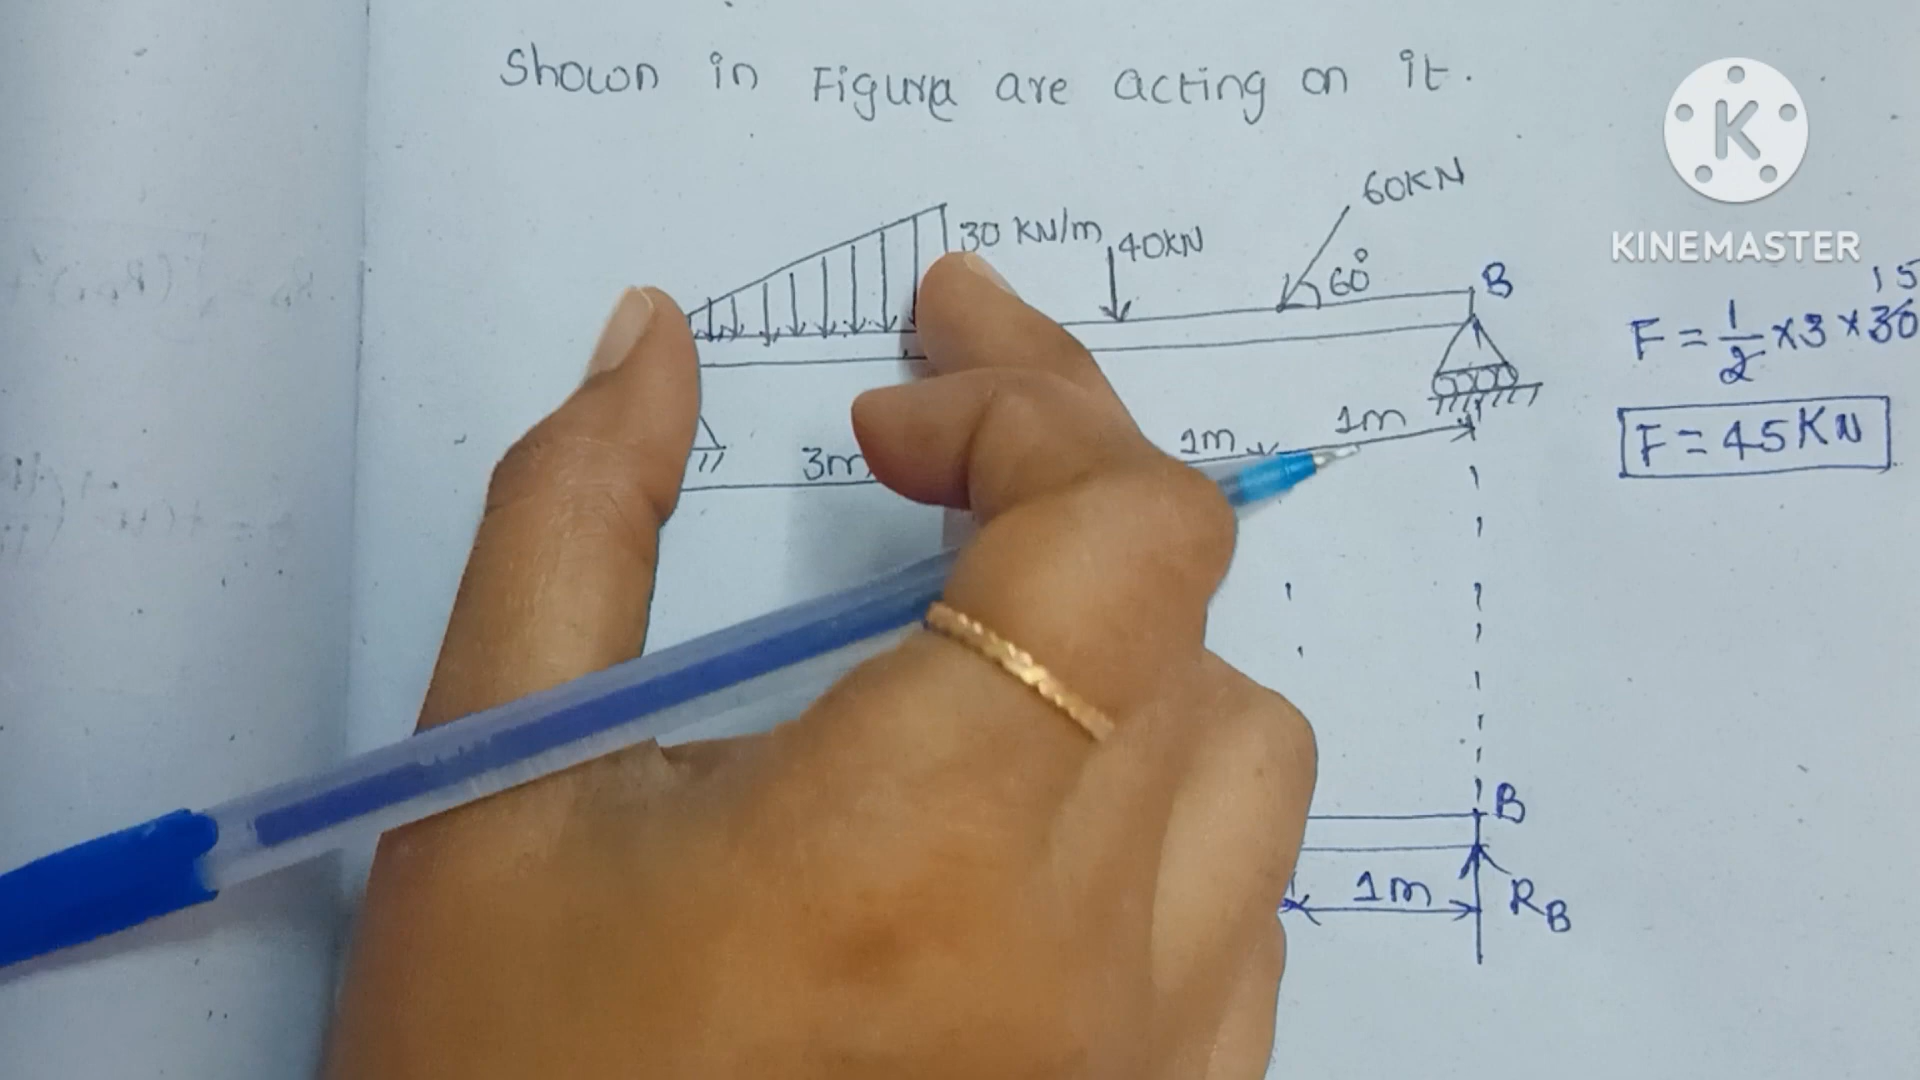 Shown in Figure are acting on it.
60KN
30 KN/m
40KN
60°
B
3m
1m
1m
F = 1/2 × 3 × 30
15
F = 45 KN
B
1m
R_B
K
KINEMASTER